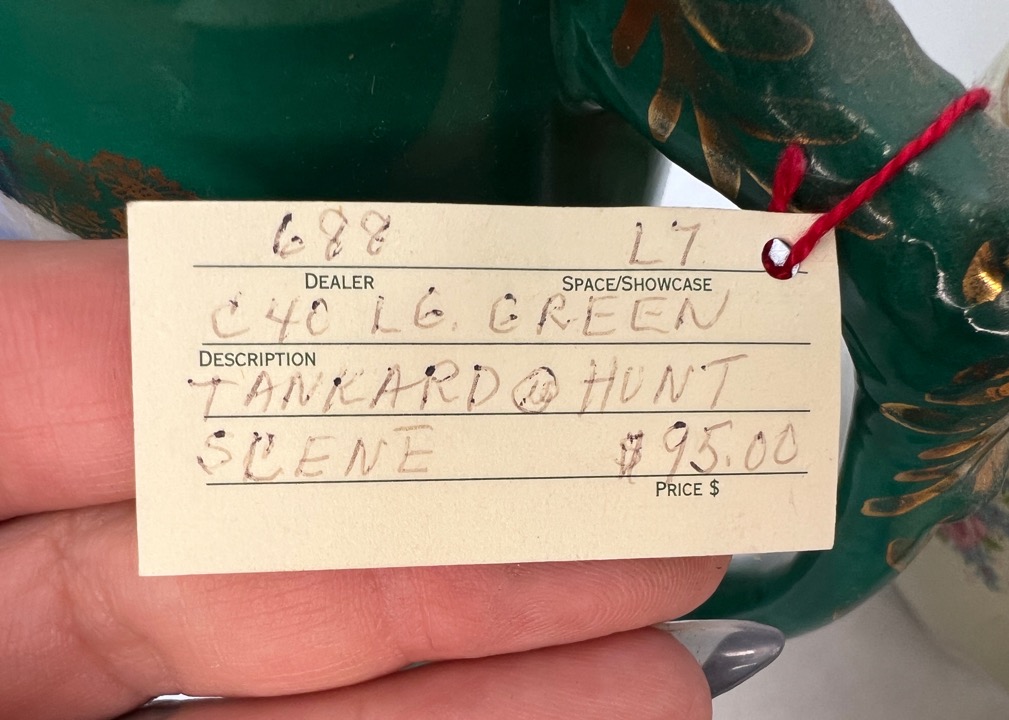 688 L7
DEALER SPACE/SHOWCASE
C40 LG. GREEN
DESCRIPTION
TANKARD @ HUNT
SCENE $95.00
PRICE $